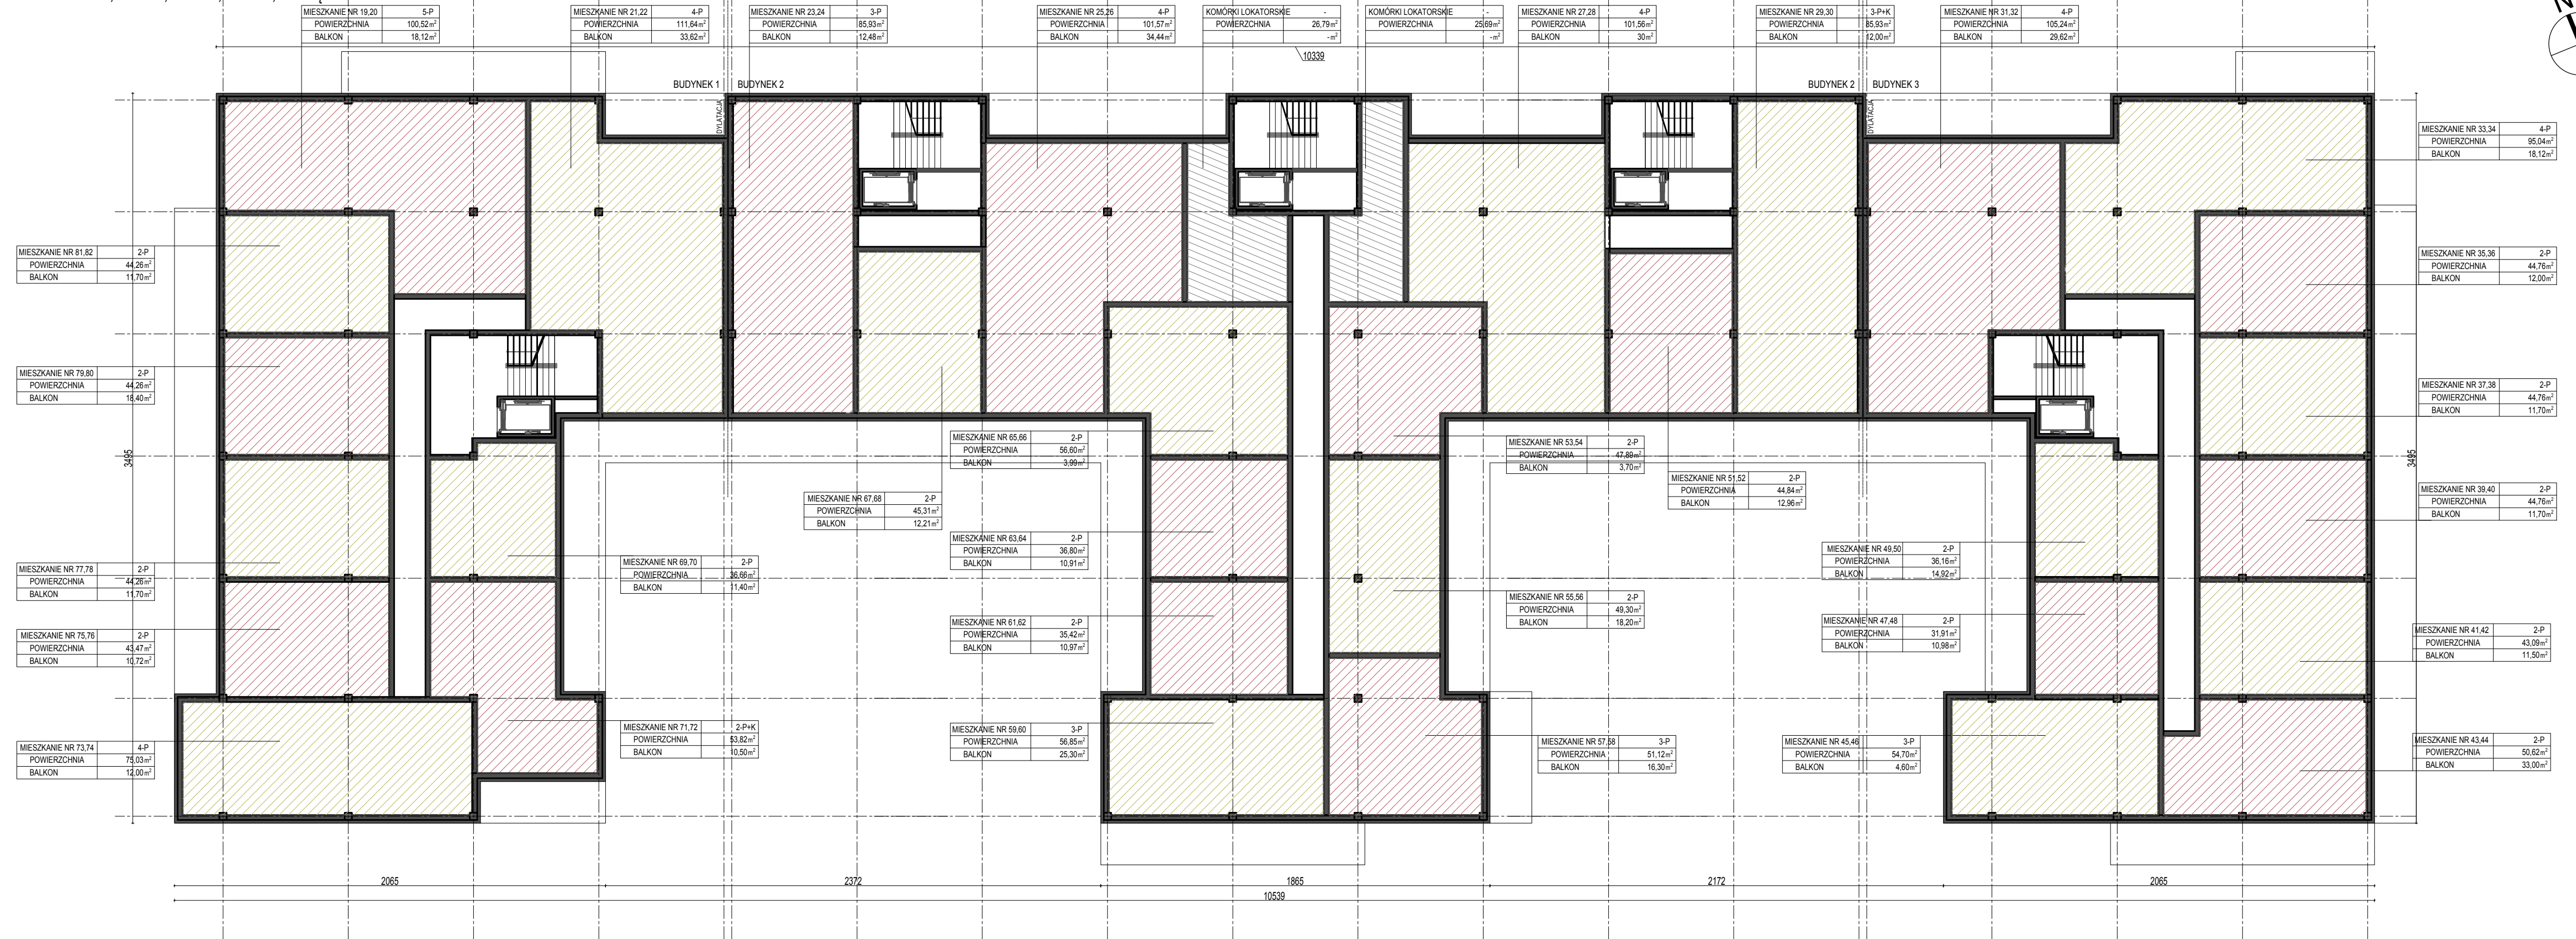 MIESZKANIE NR 19,20 5-P
POWIERZCHNIA 100,52m²
BALKON 18,12m²
MIESZKANIE NR 21,22 4-P
POWIERZCHNIA 111,64m²
BALKON 33,62m²
MIESZKANIE NR 23,24 3-P
POWIERZCHNIA 85,93m²
BALKON 12,48m²
MIESZKANIE NR 25,26 4-P
POWIERZCHNIA 101,57m²
BALKON 34,44m²
KOMÓRKI LOKATORSKIE -
POWIERZCHNIA 26,79m²
-m²
KOMÓRKI LOKATORSKIE -
POWIERZCHNIA 25,69m²
-m²
MIESZKANIE NR 27,28 4-P
POWIERZCHNIA 101,56m²
BALKON 30m²
MIESZKANIE NR 29,30 3-P+K
POWIERZCHNIA 85,93m²
BALKON 12,00m²
MIESZKANIE NR 31,32 4-P
POWIERZCHNIA 105,24m²
BALKON 29,62m²
N
10339
BUDYNEK 1
BUDYNEK 2
BUDYNEK 2
BUDYNEK 3
DYLATACJA
DYLATACJA
MIESZKANIE NR 33,34 4-P
POWIERZCHNIA 95,04m²
BALKON 18,12m²
MIESZKANIE NR 81,82 2-P
POWIERZCHNIA 44,26m²
BALKON 11,70m²
MIESZKANIE NR 35,36 2-P
POWIERZCHNIA 44,76m²
BALKON 12,00m²
MIESZKANIE NR 79,80 2-P
POWIERZCHNIA 44,26m²
BALKON 18,40m²
MIESZKANIE NR 37,38 2-P
POWIERZCHNIA 44,76m²
BALKON 11,70m²
3495
MIESZKANIE NR 65,66 2-P
POWIERZCHNIA 56,60m²
BALKON 3,99m²
MIESZKANIE NR 53,54 2-P
POWIERZCHNIA 47,89m²
BALKON 3,70m²
3495
MIESZKANIE NR 51,52 2-P
POWIERZCHNIA 44,84m²
BALKON 12,96m²
MIESZKANIE NR 67,68 2-P
POWIERZCHNIA 45,31m²
BALKON 12,21m²
MIESZKANIE NR 39,40 2-P
POWIERZCHNIA 44,76m²
BALKON 11,70m²
MIESZKANIE NR 63,64 2-P
POWIERZCHNIA 36,80m²
BALKON 10,91m²
MIESZKANIE NR 49,50 2-P
POWIERZCHNIA 36,16m²
BALKON 14,92m²
MIESZKANIE NR 69,70 2-P
POWIERZCHNIA 36,66m²
BALKON 11,40m²
MIESZKANIE NR 77,78 2-P
POWIERZCHNIA 44,26m²
BALKON 11,70m²
MIESZKANIE NR 55,56 2-P
POWIERZCHNIA 49,30m²
BALKON 18,20m²
MIESZKANIE NR 61,62 2-P
POWIERZCHNIA 35,42m²
BALKON 10,97m²
MIESZKANIE NR 47,48 2-P
POWIERZCHNIA 31,91m²
BALKON 10,98m²
MIESZKANIE NR 41,42 2-P
POWIERZCHNIA 43,09m²
BALKON 11,50m²
MIESZKANIE NR 75,76 2-P
POWIERZCHNIA 43,47m²
BALKON 10,72m²
MIESZKANIE NR 71,72 2-P+K
POWIERZCHNIA 53,82m²
BALKON 10,50m²
MIESZKANIE NR 59,60 3-P
POWIERZCHNIA 56,85m²
BALKON 25,30m²
MIESZKANIE NR 57,58 3-P
POWIERZCHNIA 51,12m²
BALKON 16,30m²
MIESZKANIE NR 45,46 3-P
POWIERZCHNIA 54,70m²
BALKON 4,60m²
MIESZKANIE NR 43,44 2-P
POWIERZCHNIA 50,62m²
BALKON 33,00m²
MIESZKANIE NR 73,74 4-P
POWIERZCHNIA 75,03m²
BALKON 12,00m²
2065 2372 1865 2172 2065
10539